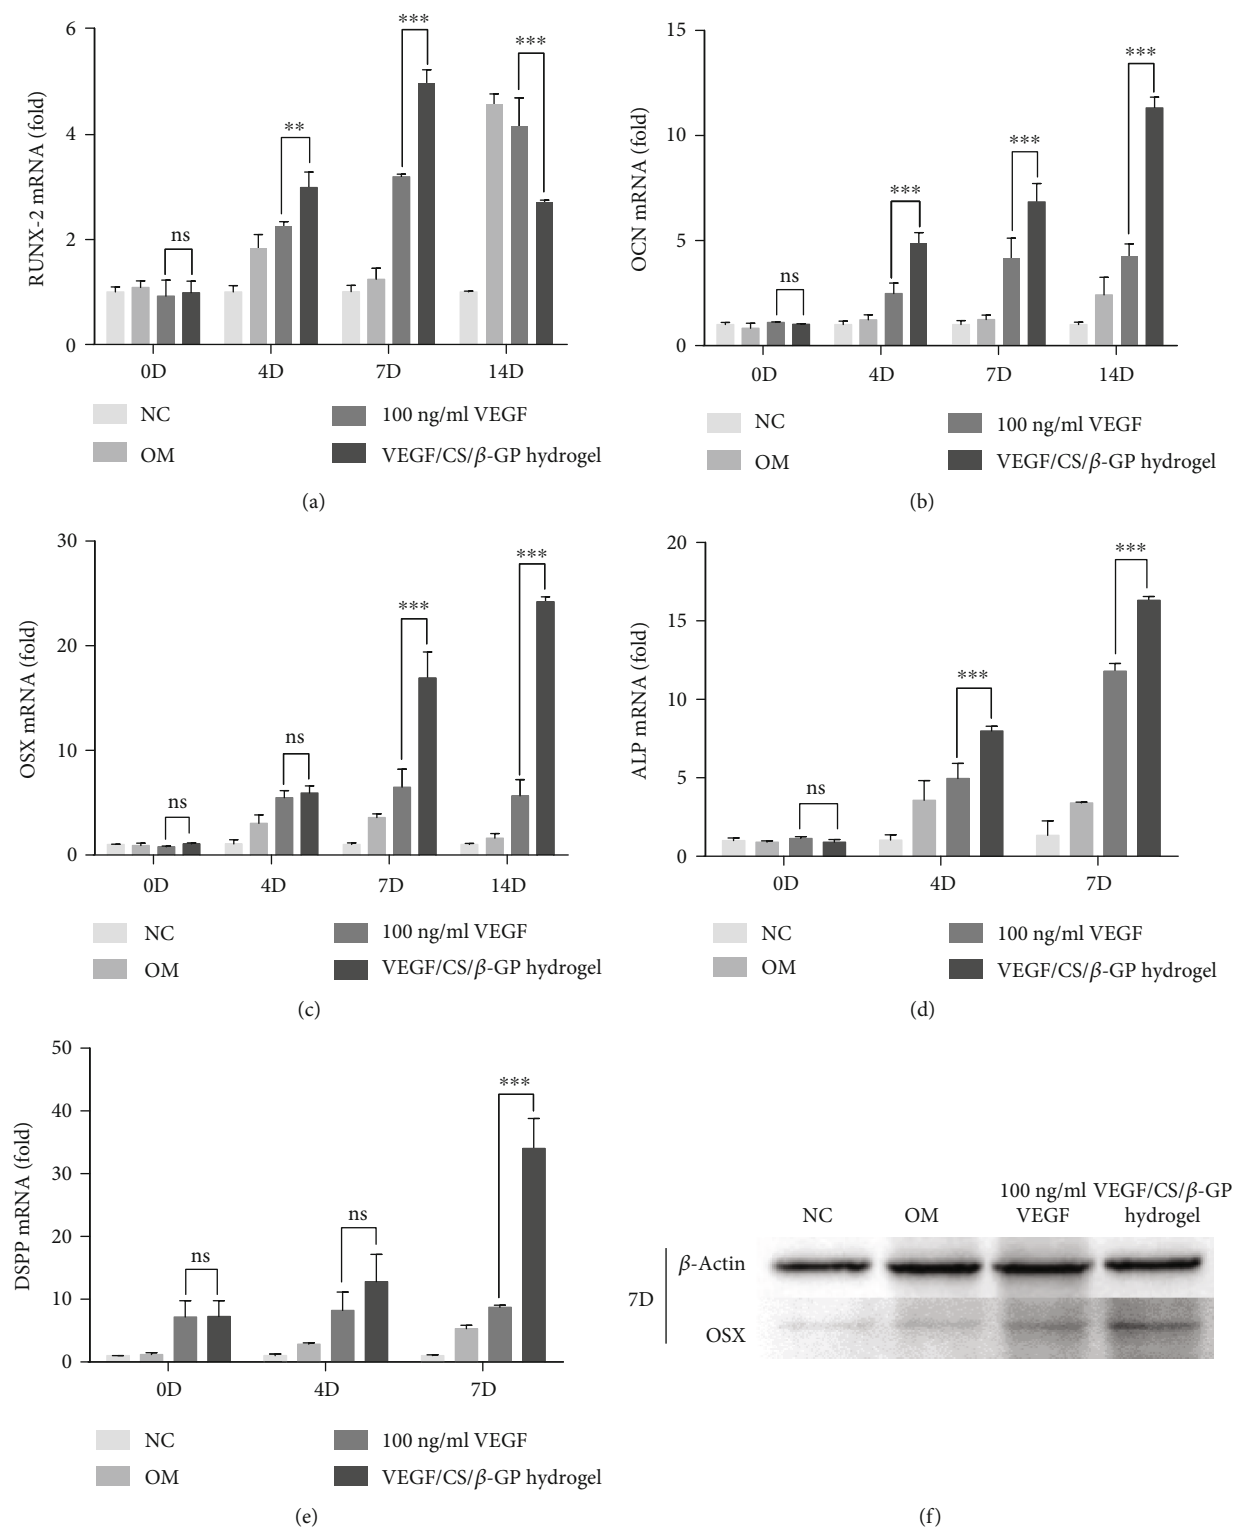 RUNX-2 mRNA (fold)
6
4
2
0
ns
**
***
***
0D 4D 7D 14D
NC 100 ng/ml VEGF
OM VEGF/CS/β-GP hydrogel
(a)
OCN mRNA (fold)
15
10
5
0
ns
***
***
***
0D 4D 7D 14D
NC 100 ng/ml VEGF
OM VEGF/CS/β-GP hydrogel
(b)
OSX mRNA (fold)
30
20
10
0
ns
ns
***
***
0D 4D 7D 14D
NC 100 ng/ml VEGF
OM VEGF/CS/β-GP hydrogel
(c)
ALP mRNA (fold)
20
15
10
5
0
ns
***
***
0D 4D 7D
NC 100 ng/ml VEGF
OM VEGF/CS/β-GP hydrogel
(d)
DSPP mRNA (fold)
50
40
30
20
10
0
ns
ns
***
0D 4D 7D
NC 100 ng/ml VEGF
OM VEGF/CS/β-GP hydrogel
(e)
100 ng/ml VEGF/CS/β-GP
NC OM VEGF hydrogel
β-Actin
7D
OSX
(f)